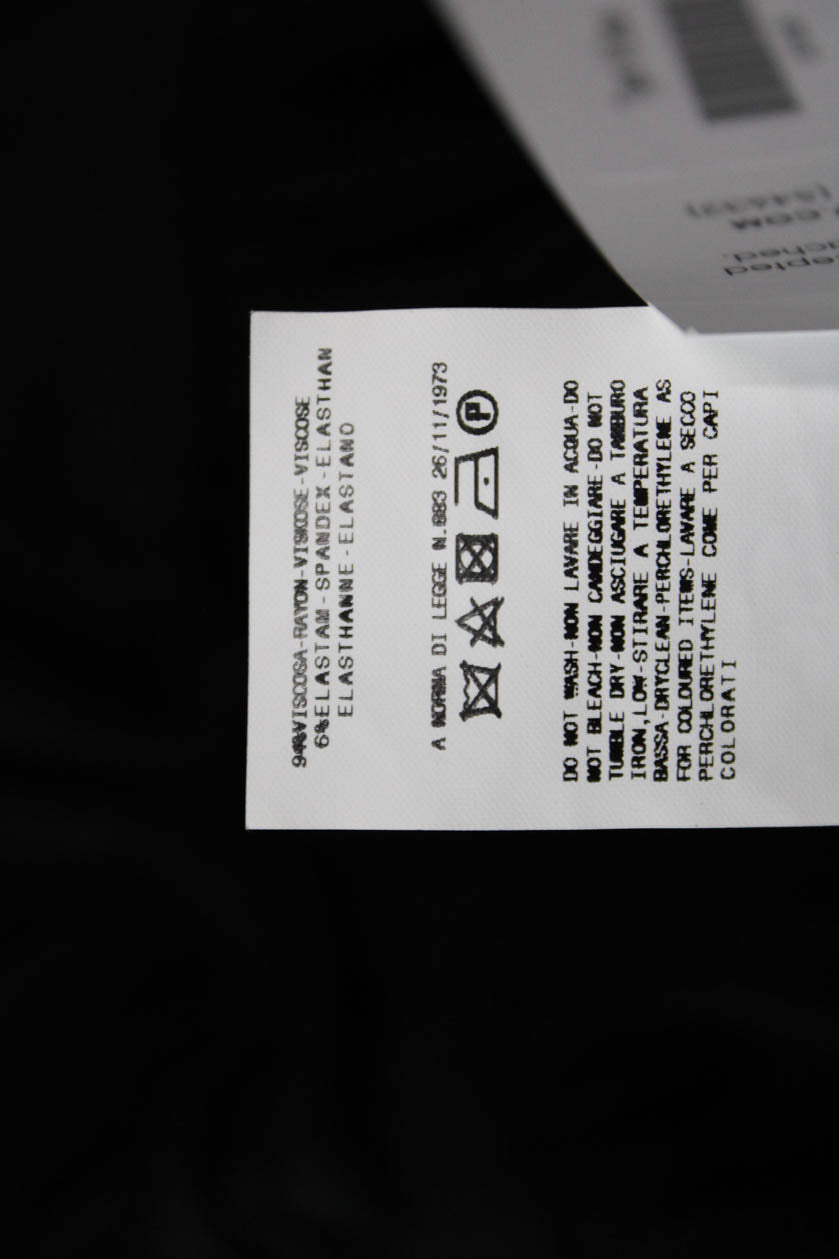 94%VISCOSA-RAYON-VISKOSE-VISCOSE
6%ELASTAM-SPANDEX-ELASTHAN
ELASTHANNE-ELASTANO
A NORMA DI LEGGE N.883 26/11/1973
P
DO NOT WASH-NON LAVARE IN ACQUA-DO
NOT BLEACH-NON CANDEGGIARE-DO NOT
TUMBLE DRY-NON ASCIUGARE A TAMBURO
IRON,LOW-STIRARE A TEMPERATURA
BASSA-DRYCLEAN-PERCHLORETHYLENE AS
FOR COLOURED ITEMS-LAVARE A SECCO
PERCHLORETHYLENE COME PER CAPI
COLORATI
.COM